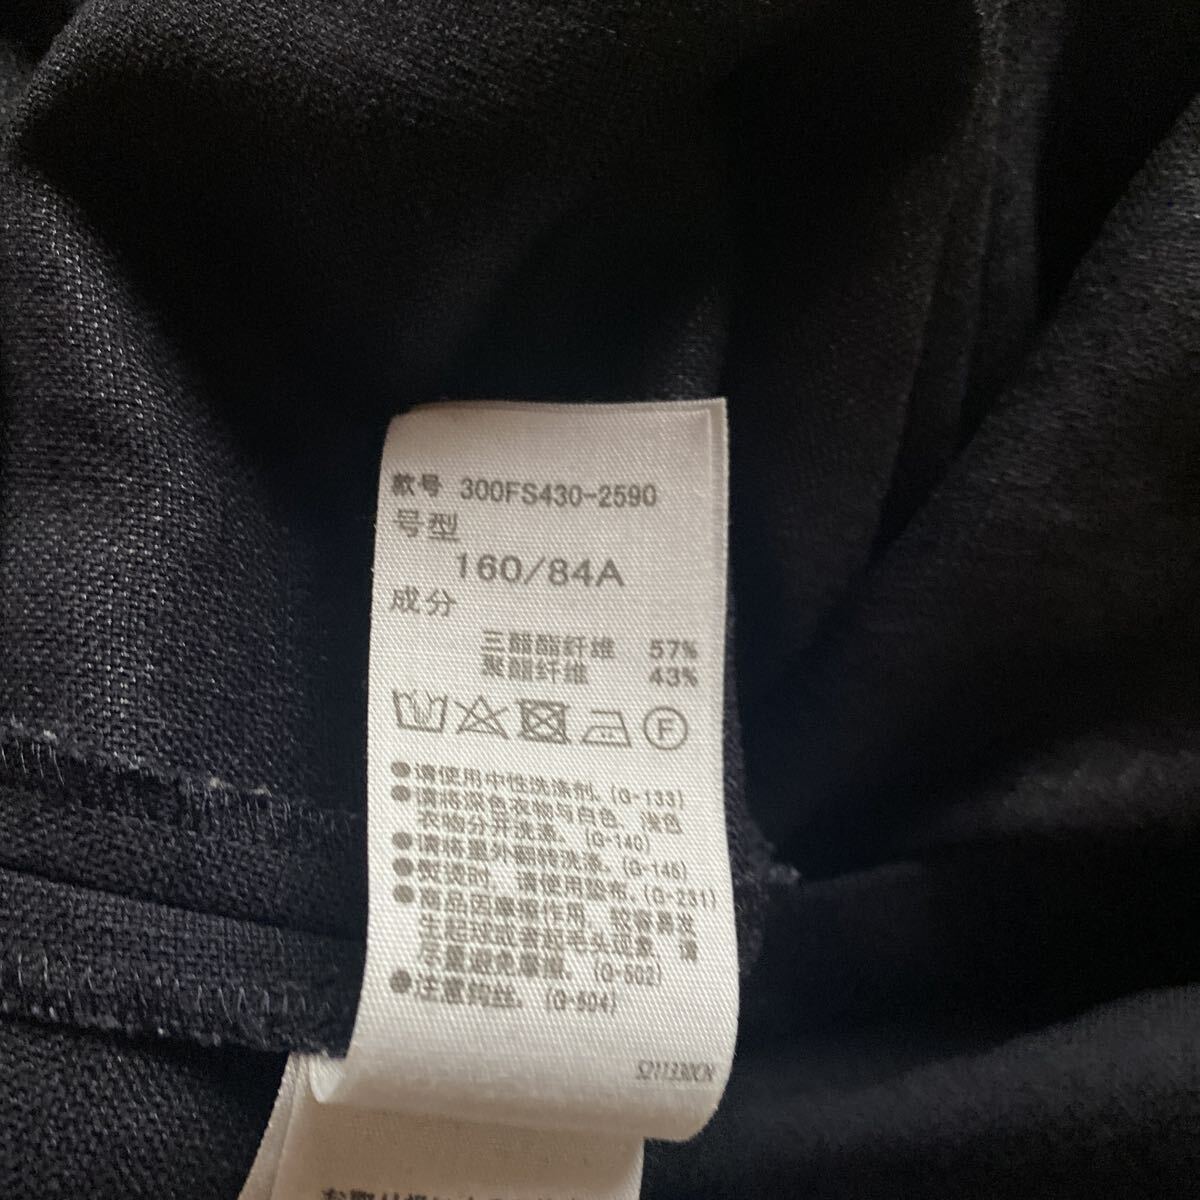 款号 300FS430-2590
号型
160/84A
成分
三醋酯纤维 57%
聚酯纤维 43%
F
●请使用中性洗涤剂。(G-133)
●请将深色衣物与白色、浅色
衣物分开洗涤。(G-140)
●请将里外翻转洗涤。(G-146)
●熨烫时，请使用垫布。(G-231)
●商品因摩擦作用，较容易发
生起球或者起毛头现象，请
尽量避免摩擦。(G-502)
●注意钩丝。(G-504)